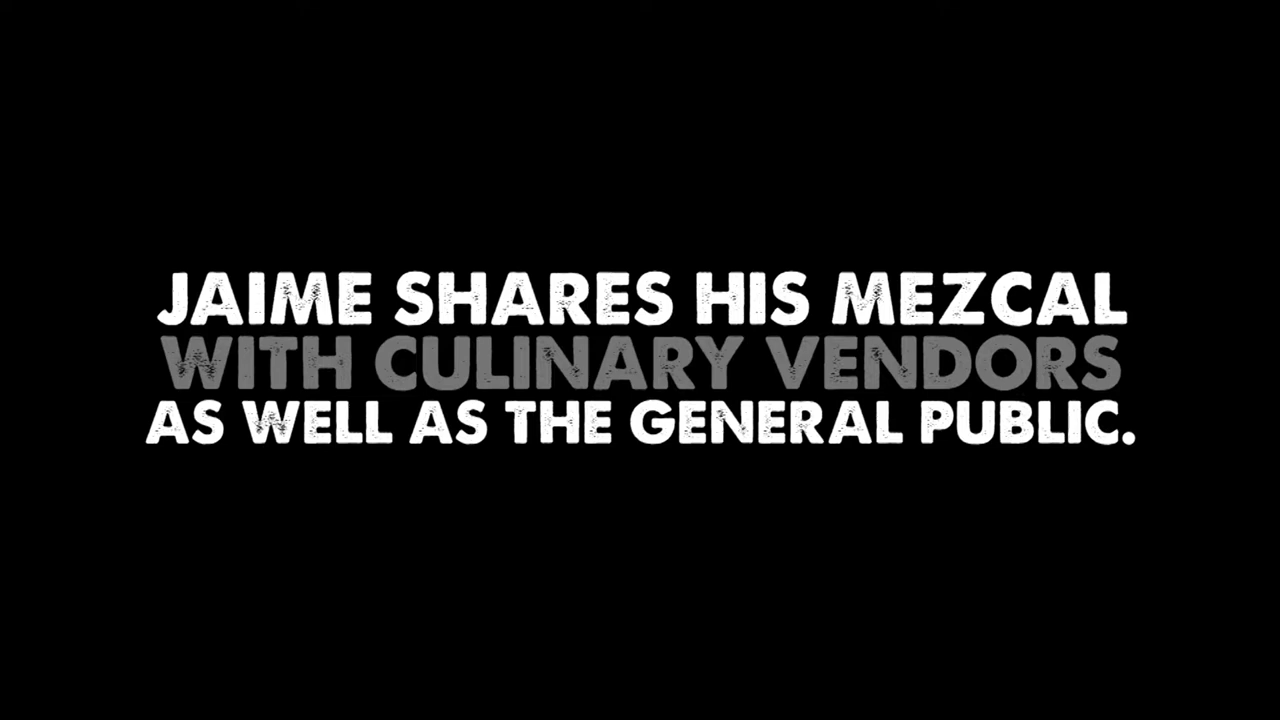 JAIME SHARES HIS MEZCAL
WITH CULINARY VENDORS
AS WELL AS THE GENERAL PUBLIC.